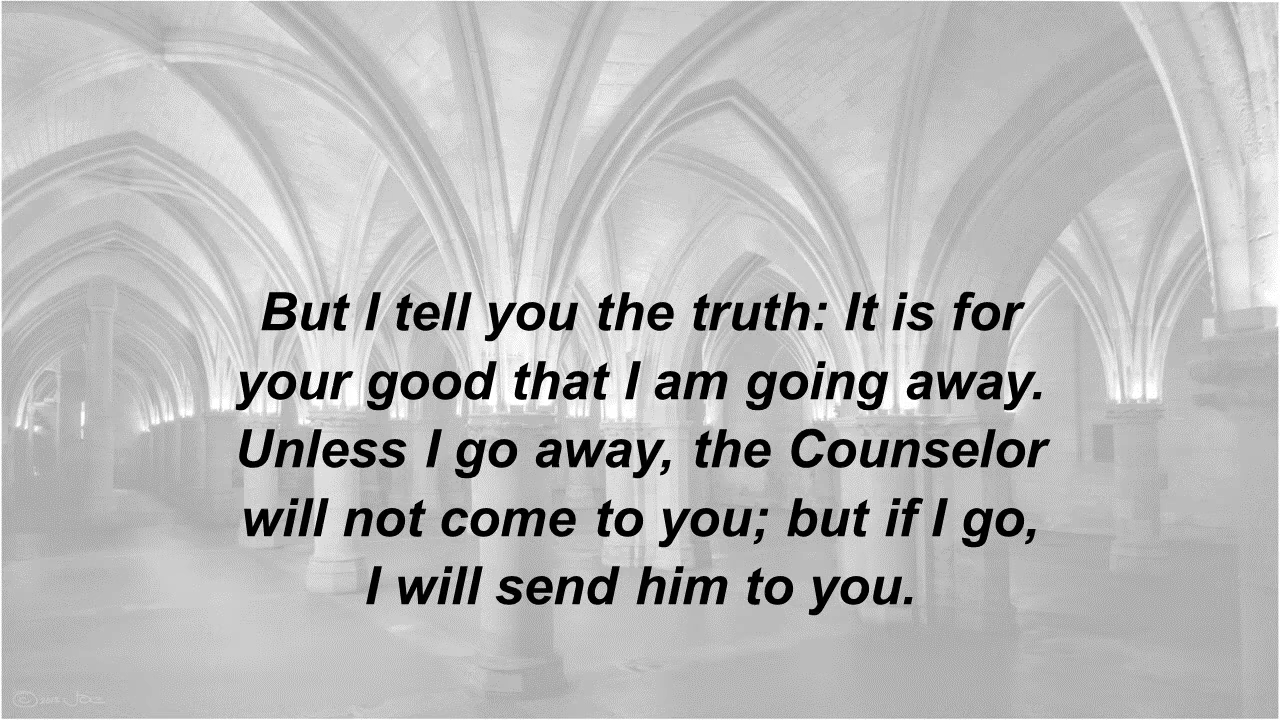 But I tell you the truth: It is for
your good that I am going away.
Unless I go away, the Counselor
will not come to you; but if I go,
I will send him to you.